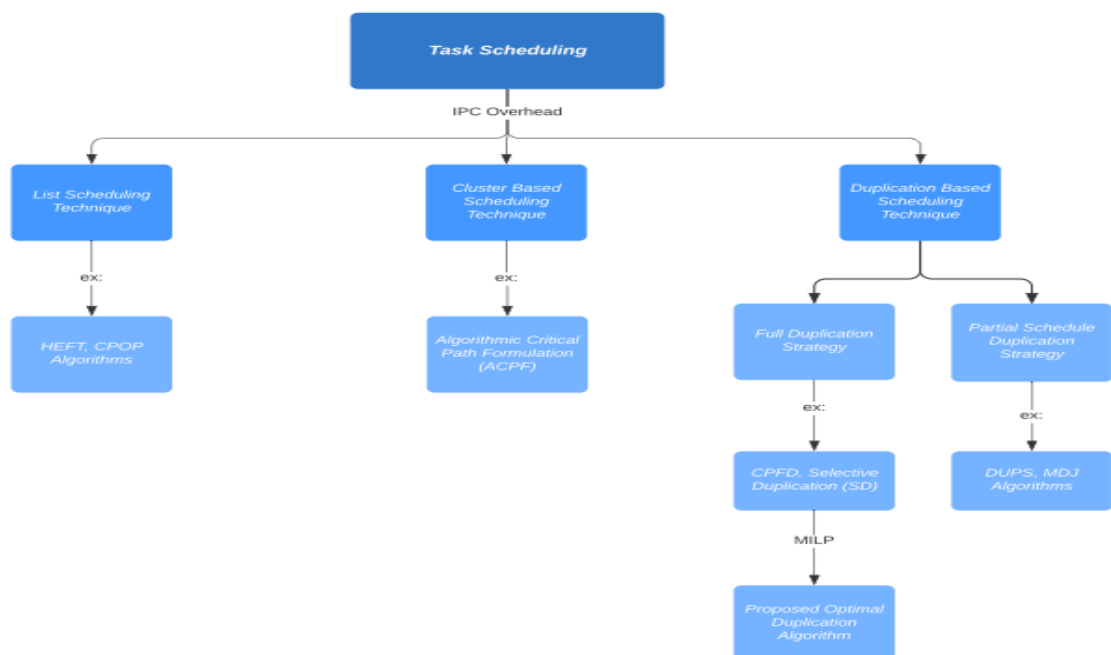 Task Scheduling
IPC Overhead
List Scheduling
Technique
Cluster Based
Scheduling
Technique
Duplication Based
Scheduling
Technique
ex:
ex:
HEFT, CPOP
Algorithms
Algorithmic Critical
Path Formulation
(ACPF)
Full Duplication
Strategy
Partial Schedule
Duplication
Strategy
ex:
ex:
CPFD, Selective
Duplication (SD)
DUPS, MDJ
Algorithms
MILP
Proposed Optimal
Duplication
Algorithm